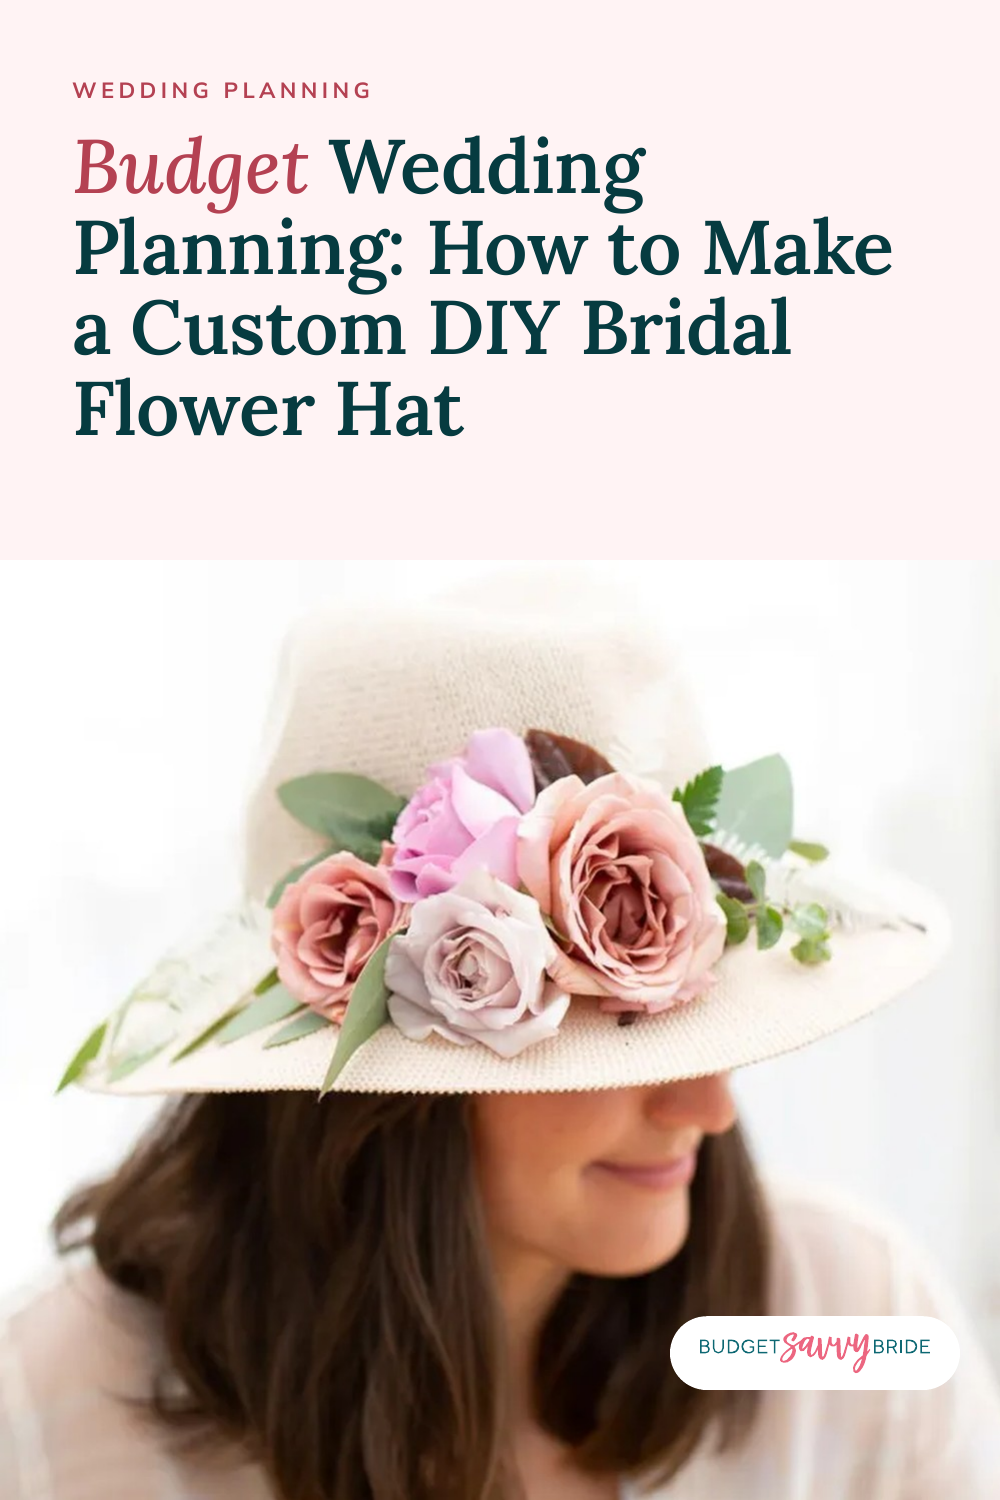 WEDDING PLANNING
Budget Wedding
Planning: How to Make
a Custom DIY Bridal
Flower Hat
BUDGET savvy BRIDE